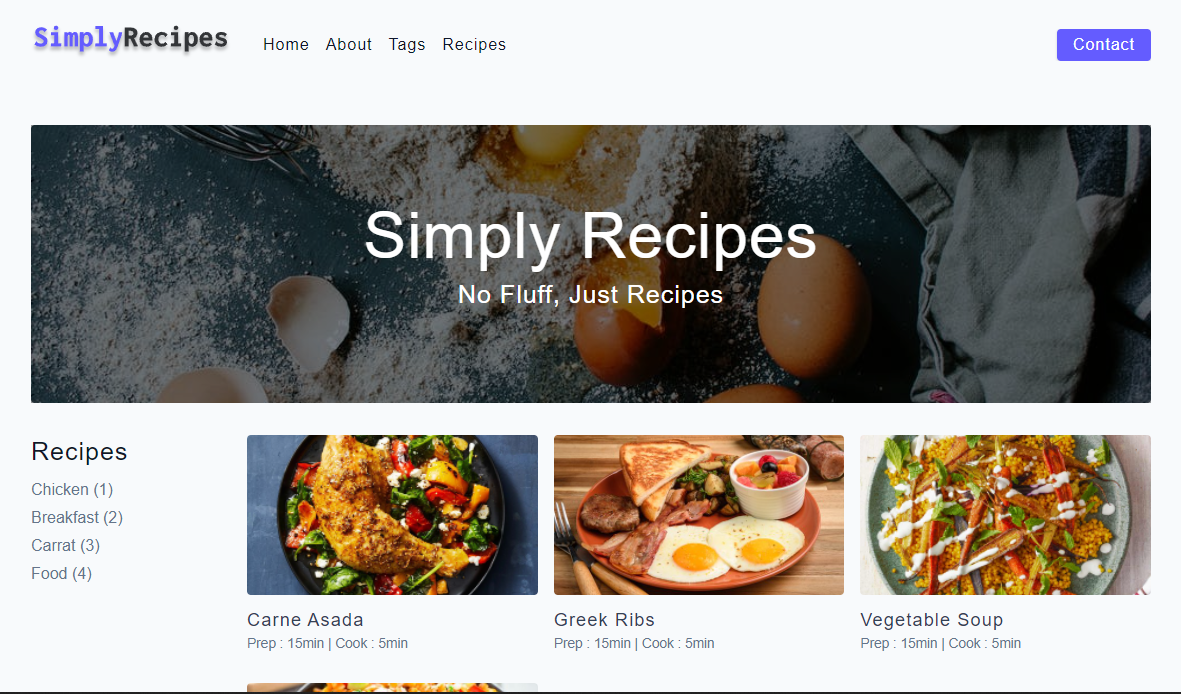 SimplyRecipes
Home About Tags Recipes
Contact
Simply Recipes
No Fluff, Just Recipes
Recipes
Chicken (1)
Breakfast (2)
Carrat (3)
Food (4)
Carne Asada
Prep : 15min | Cook : 5min
Greek Ribs
Prep : 15min | Cook : 5min
Vegetable Soup
Prep : 15min | Cook : 5min